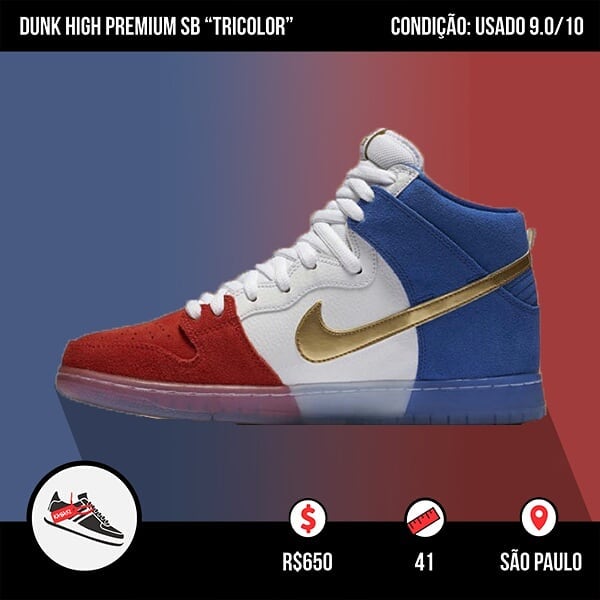 DUNK HIGH PREMIUM SB “TRICOLOR”
CONDIÇÃO: USADO 9.0/10
R$650
41
SÃO PAULO